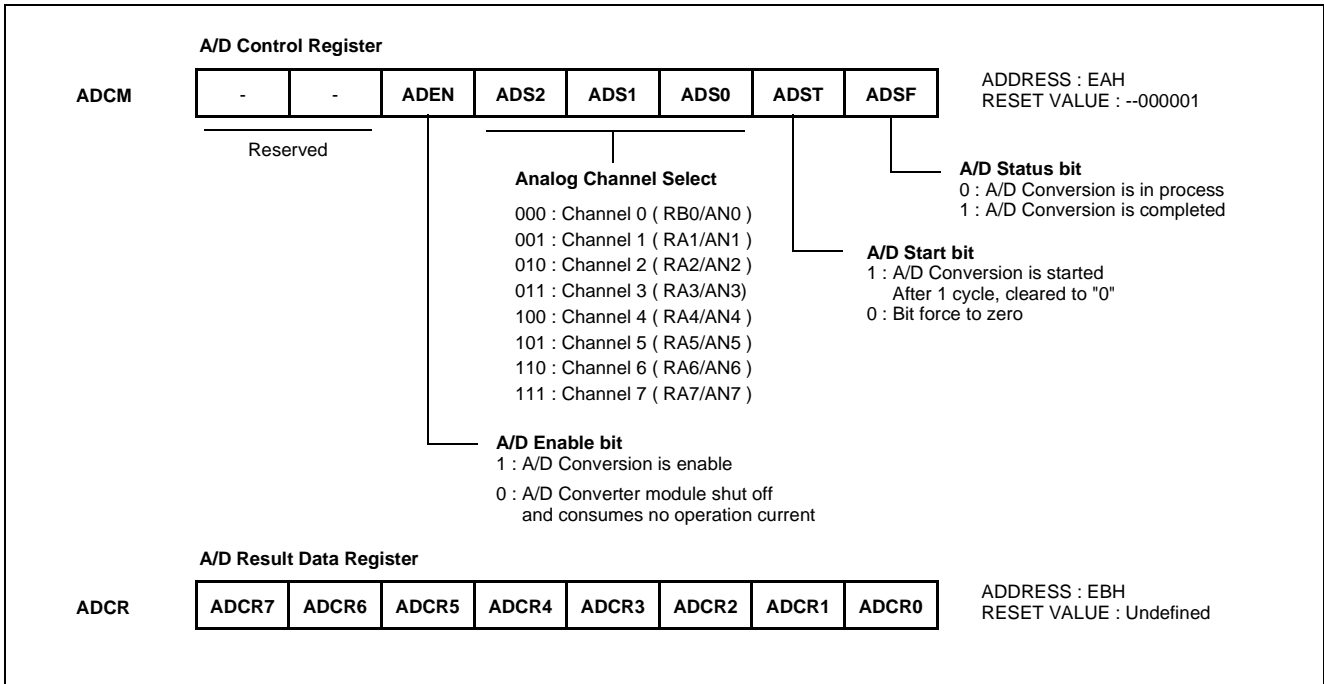 A/D Control Register
ADCM
- - ADEN ADS2 ADS1 ADS0 ADST ADSF
ADDRESS : EAH
RESET VALUE : --000001
Reserved
Analog Channel Select
000 : Channel 0 ( RB0/AN0 )
001 : Channel 1 ( RA1/AN1 )
010 : Channel 2 ( RA2/AN2 )
011 : Channel 3 ( RA3/AN3)
100 : Channel 4 ( RA4/AN4 )
101 : Channel 5 ( RA5/AN5 )
110 : Channel 6 ( RA6/AN6 )
111 : Channel 7 ( RA7/AN7 )
A/D Status bit
0 : A/D Conversion is in process
1 : A/D Conversion is completed
A/D Start bit
1 : A/D Conversion is started
After 1 cycle, cleared to "0"
0 : Bit force to zero
A/D Enable bit
1 : A/D Conversion is enable
0 : A/D Converter module shut off
and consumes no operation current
A/D Result Data Register
ADCR
ADCR7 ADCR6 ADCR5 ADCR4 ADCR3 ADCR2 ADCR1 ADCR0
ADDRESS : EBH
RESET VALUE : Undefined